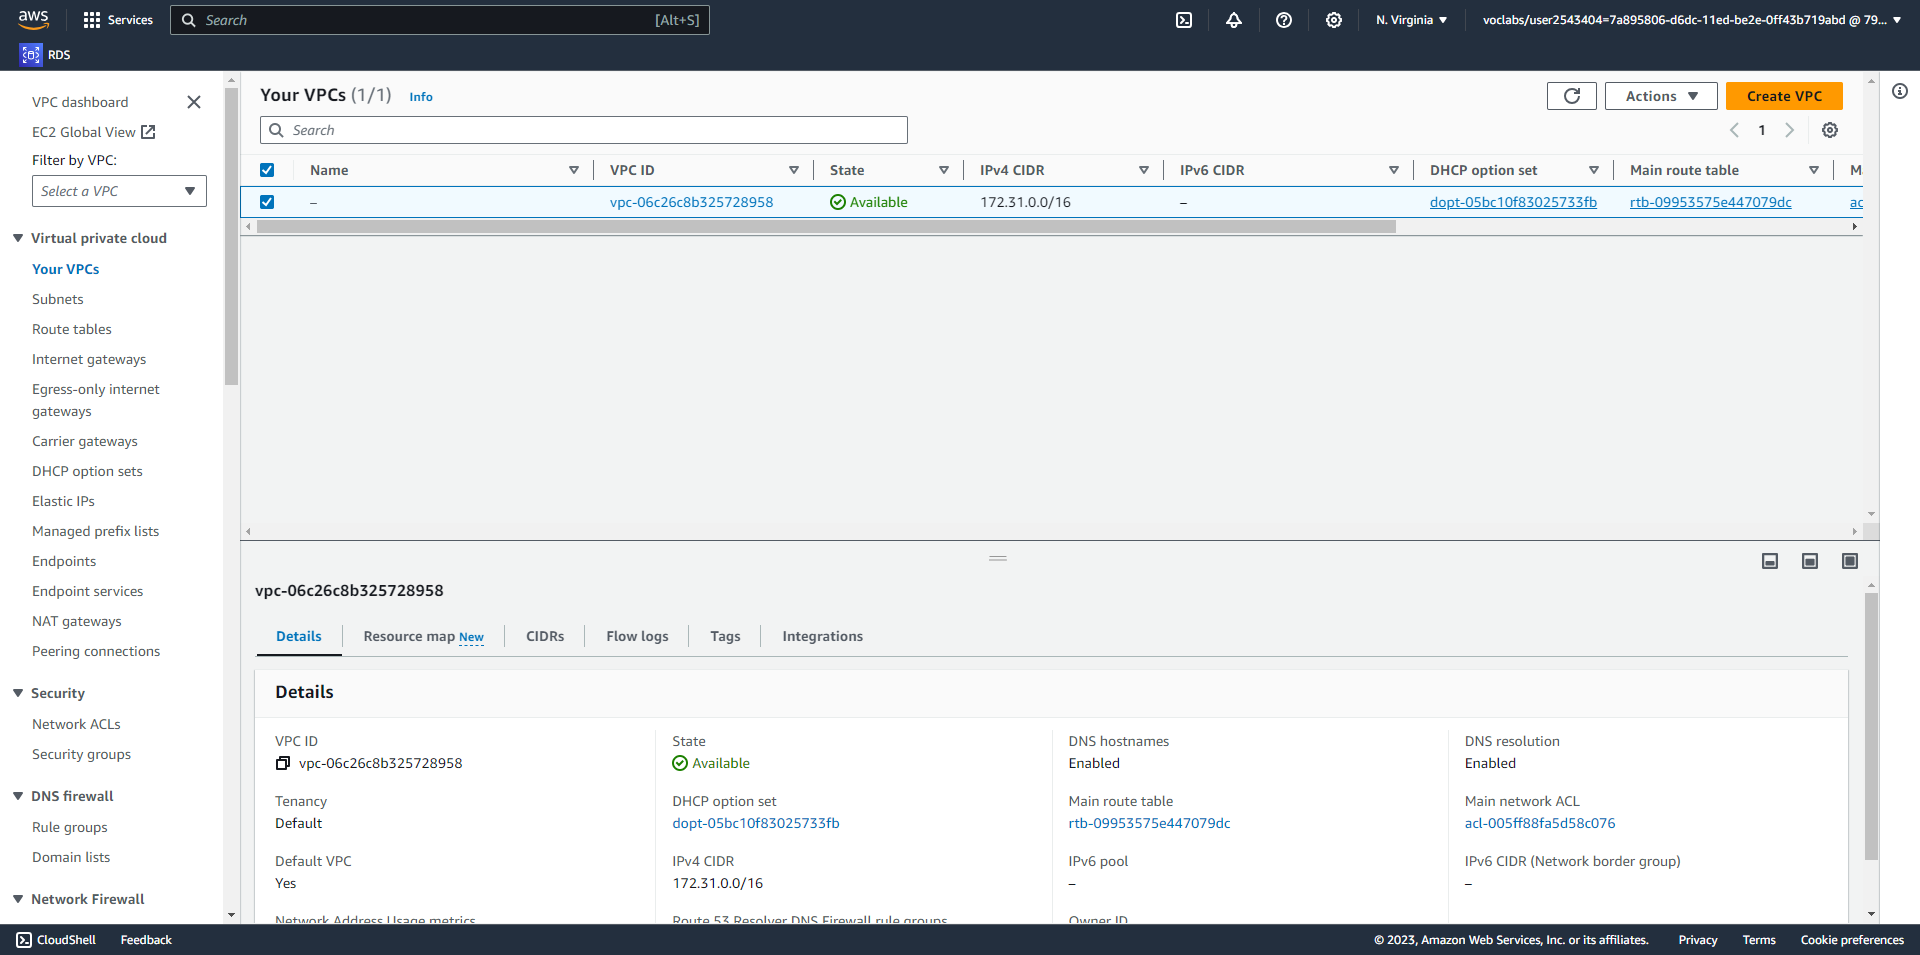 aws
Services
Search
[Alt+S]
N. Virginia
voclabs/user2543404=7a895806-d6dc-11ed-be2e-0ff43b719abd @ 79...
RDS
VPC dashboard
EC2 Global View
Filter by VPC:
Select a VPC
Virtual private cloud
Your VPCs
Subnets
Route tables
Internet gateways
Egress-only internet
gateways
Carrier gateways
DHCP option sets
Elastic IPs
Managed prefix lists
Endpoints
Endpoint services
NAT gateways
Peering connections
Security
Network ACLs
Security groups
DNS firewall
Rule groups
Domain lists
Network Firewall
Your VPCs (1/1) Info
Actions
Create VPC
Search
1
Name VPC ID State IPv4 CIDR IPv6 CIDR DHCP option set Main route table M
– vpc-06c26c8b325728958 Available 172.31.0.0/16 – dopt-05bc10f83025733fb rtb-09953575e447079dc ac
vpc-06c26c8b325728958
Details Resource map New CIDRs Flow logs Tags Integrations
Details
VPC ID
vpc-06c26c8b325728958
State
Available
DNS hostnames
Enabled
DNS resolution
Enabled
Tenancy
Default
DHCP option set
dopt-05bc10f83025733fb
Main route table
rtb-09953575e447079dc
Main network ACL
acl-005ff88fa5d58c076
Default VPC
Yes
IPv4 CIDR
172.31.0.0/16
IPv6 pool
–
IPv6 CIDR (Network border group)
–
Network Address Usage metrics
Route 53 Resolver DNS Firewall rule groups
Owner ID
CloudShell
Feedback
© 2023, Amazon Web Services, Inc. or its affiliates.
Privacy
Terms
Cookie preferences